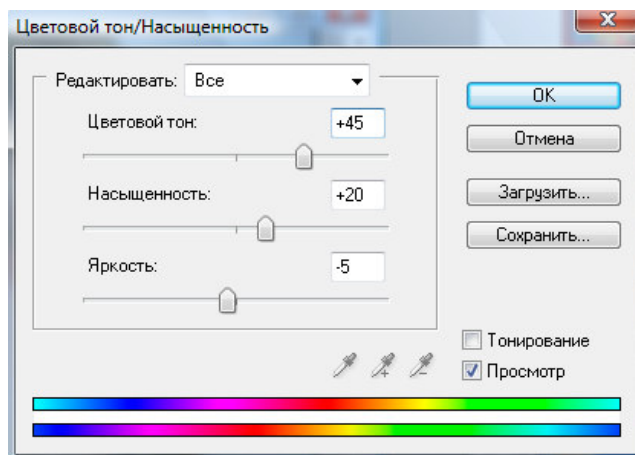 Цветовой тон/Насыщенность
Редактировать: Все
Цветовой тон: +45
Насыщенность: +20
Яркость: -5
OK
Отмена
Загрузить...
Сохранить...
Тонирование
Просмотр